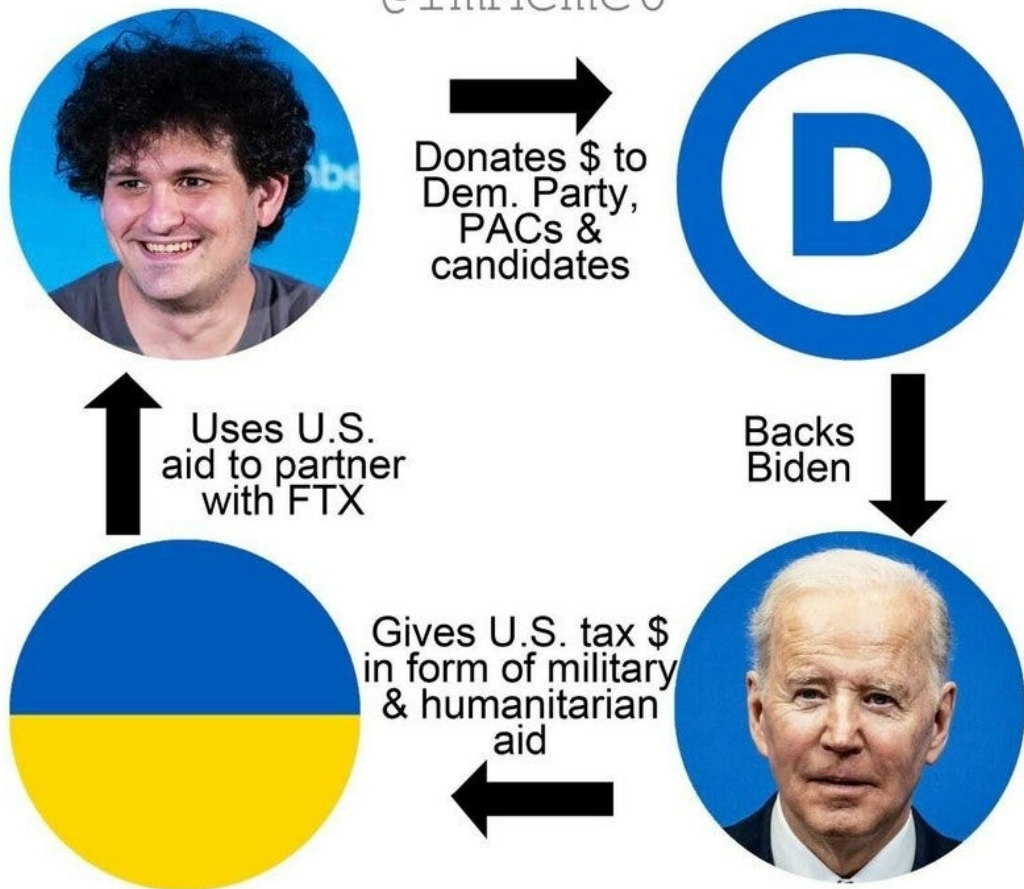 Donates $ to
Dem. Party,
PACs &
candidates
D
Backs
Biden
Gives U.S. tax $
in form of military
& humanitarian
aid
Uses U.S.
aid to partner
with FTX